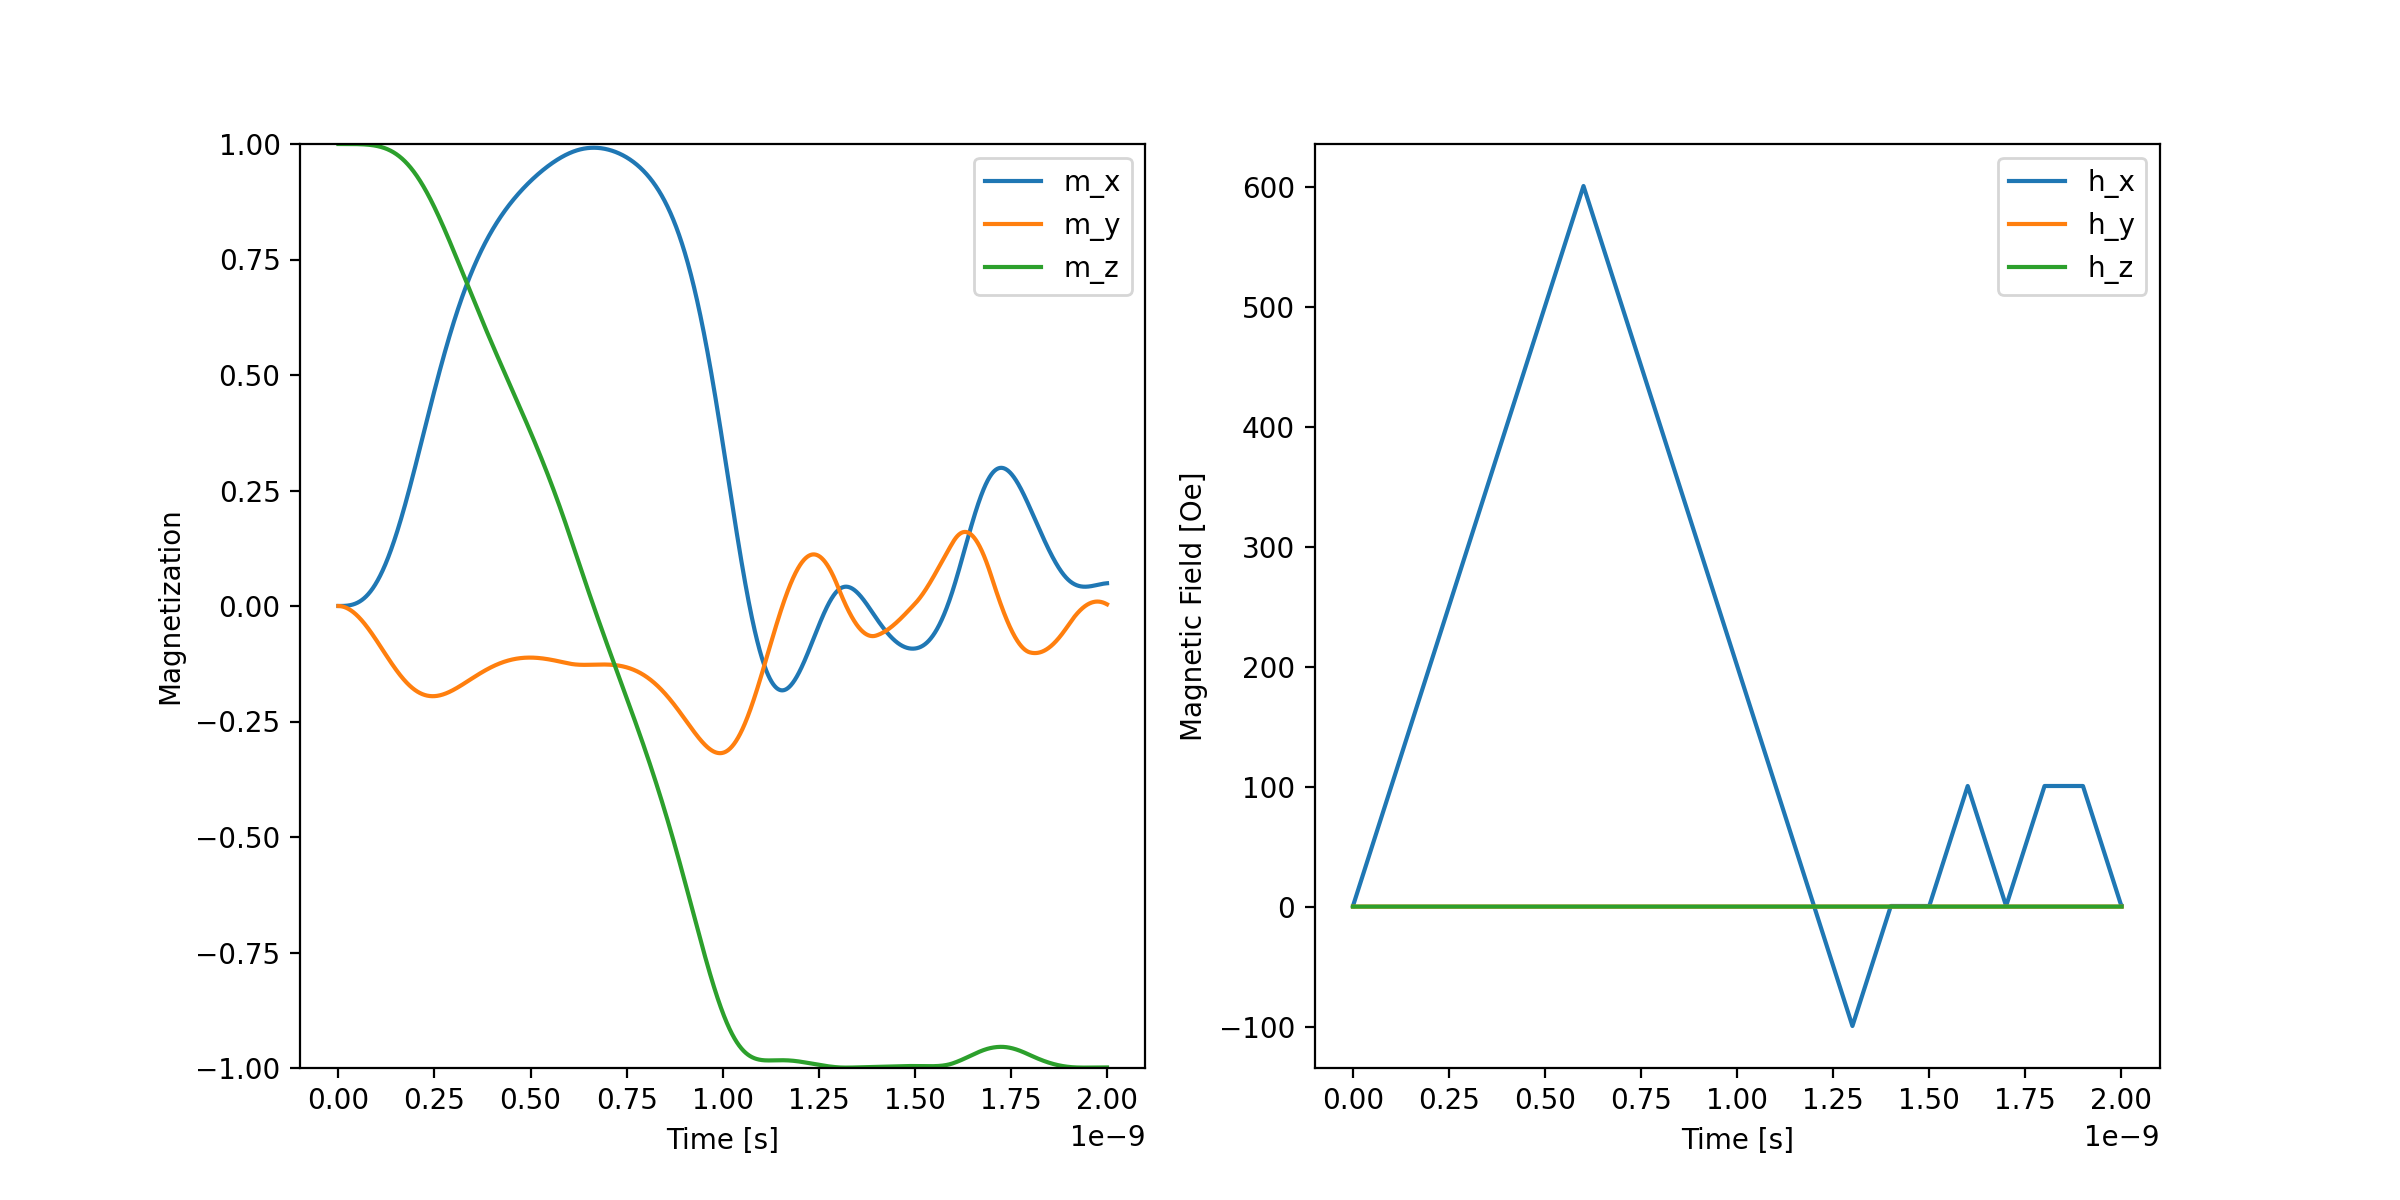 1.00
0.75
0.50
0.25
0.00
−0.25
−0.50
−0.75
−1.00
Magnetization
m_x
m_y
m_z
0.00 0.25 0.50 0.75 1.00 1.25 1.50 1.75 2.00
Time [s]
1e−9
600
500
400
300
200
100
0
−100
Magnetic Field [Oe]
h_x
h_y
h_z
0.00 0.25 0.50 0.75 1.00 1.25 1.50 1.75 2.00
Time [s]
1e−9